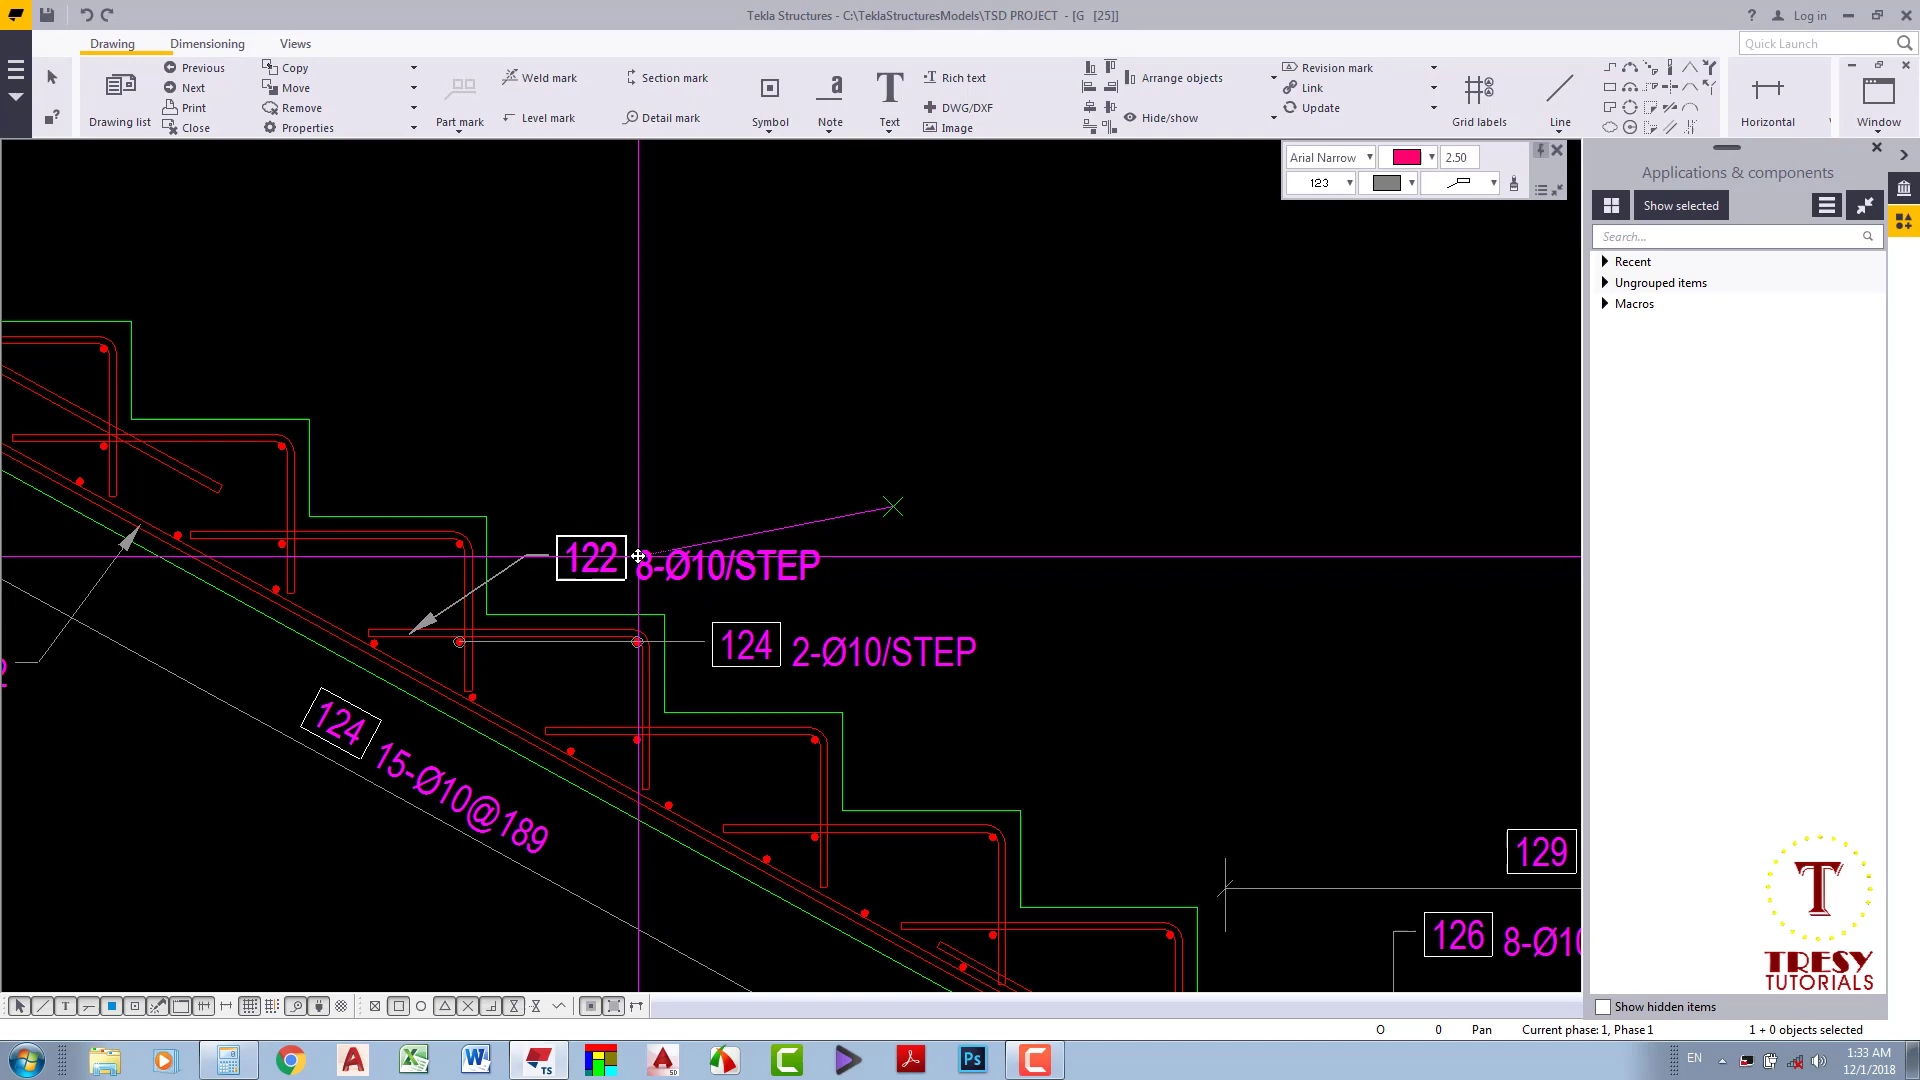 Tekla Structures - C:\TeklaStructuresModels\TSD PROJECT - [G [25]]
? Log in
Drawing Dimensioning Views
Quick Launch
Drawing list
Previous
Next
Print
Close
Copy
Move
Remove
Properties
Part mark
Weld mark
Level mark
Section mark
Detail mark
Symbol
a
Note
T
Text
Rich text
DWG/DXF
Image
Arrange objects
Hide/show
Revision mark
Link
Update
Grid labels
Line
Horizontal
Window
Arial Narrow 2.50
123
Applications & components
Show selected
Search...
Recent
Ungrouped items
Macros
122 8-Ø10/STEP
124 2-Ø10/STEP
124 15-Ø10@189
129
126 8-Ø10
T
TRESY
TUTORIALS
Show hidden items
O 0 Pan Current phase: 1, Phase 1 1 + 0 objects selected
EN
1:33 AM
12/1/2018